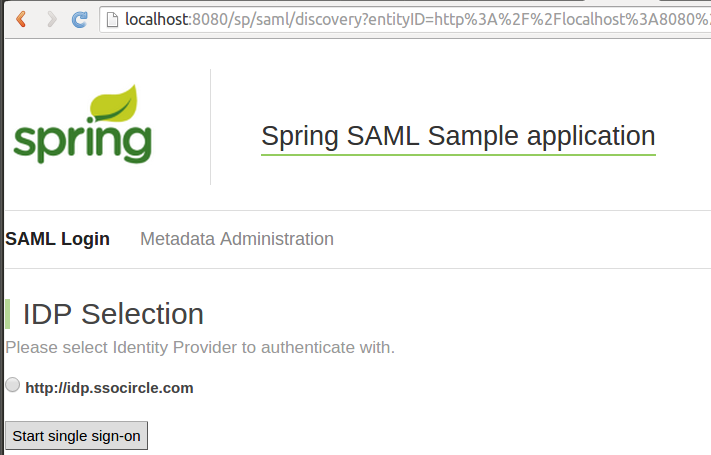 localhost:8080/sp/saml/discovery?entityID=http%3A%2F%2Flocalhost%3A8080%
spring
Spring SAML Sample application
SAML Login Metadata Administration
IDP Selection
Please select Identity Provider to authenticate with.
http://idp.ssocircle.com
Start single sign-on